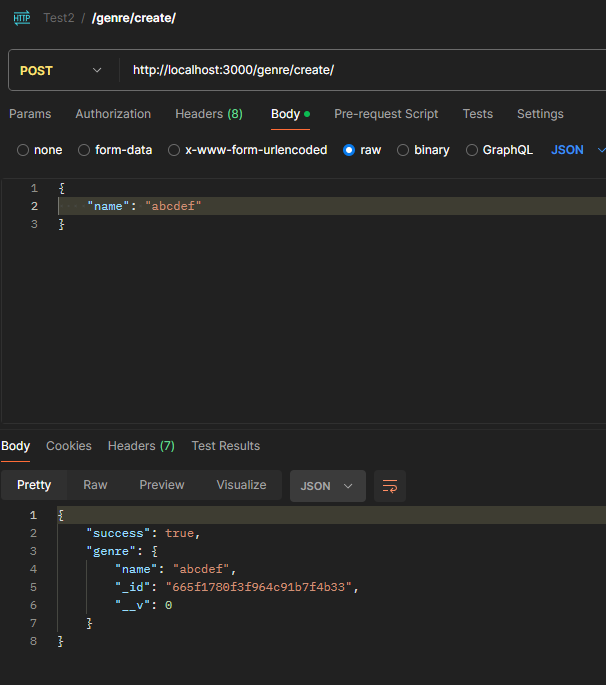 HTTP Test2 / /genre/create/
POST http://localhost:3000/genre/create/
Params Authorization Headers (8) Body Pre-request Script Tests Settings
none form-data x-www-form-urlencoded raw binary GraphQL JSON
1 {
2 "name": "abcdef"
3 }
Body Cookies Headers (7) Test Results
Pretty Raw Preview Visualize JSON
1 {
2 "success": true,
3 "genre": {
4 "name": "abcdef",
5 "_id": "665f1780f3f964c91b7f4b33",
6 "__v": 0
7 }
8 }